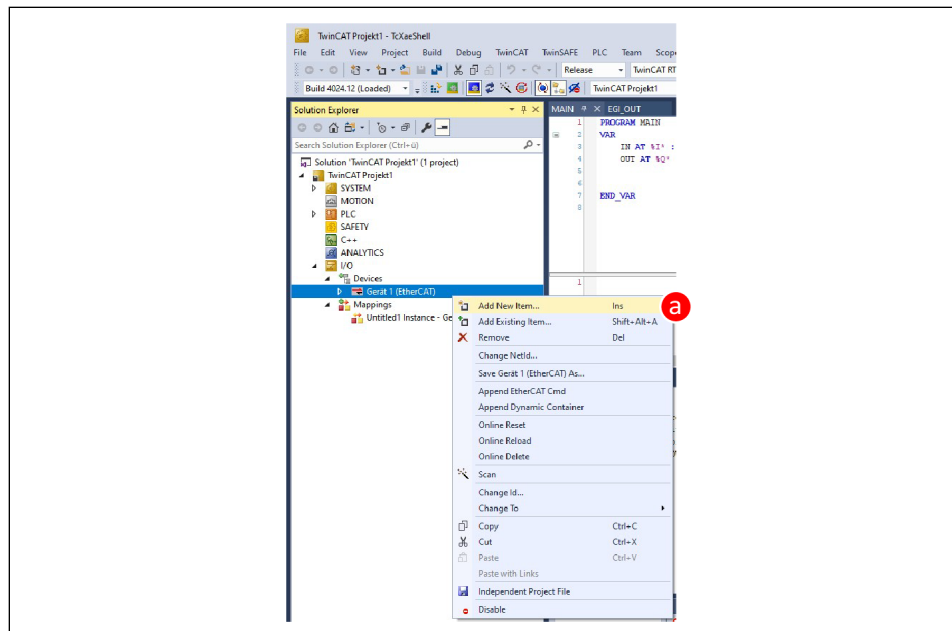 TwinCAT Projekt1 - TcXaeShell
File Edit View Project Build Debug TwinCAT TwinSAFE PLC Team Scope
Release TwinCAT RT
Build 4024.12 (Loaded) TwinCAT Projekt1
Solution Explorer MAIN EGI_OUT
1 PROGRAM MAIN
2 VAR
Search Solution Explorer (Ctrl+ü) 3 IN AT %I* :
4 OUT AT %Q*
Solution 'TwinCAT Projekt1' (1 project)
5
TwinCAT Projekt1
6
SYSTEM
7 END_VAR
MOTION
8
PLC
SAFETY
C++
ANALYTICS
I/O
Devices 1
Gerät 1 (EtherCAT)
Mappings
Untitled1 Instance - Ge
Add New Item... Ins a
Add Existing Item... Shift+Alt+A
Remove Del
Change NetId...
Save Gerät 1 (EtherCAT) As...
Append EtherCAT Cmd
Append Dynamic Container
Online Reset
Online Reload
Online Delete
Scan
Change Id...
Change To
Copy Ctrl+C
Cut Ctrl+X
Paste Ctrl+V
Paste with Links
Independent Project File
Disable